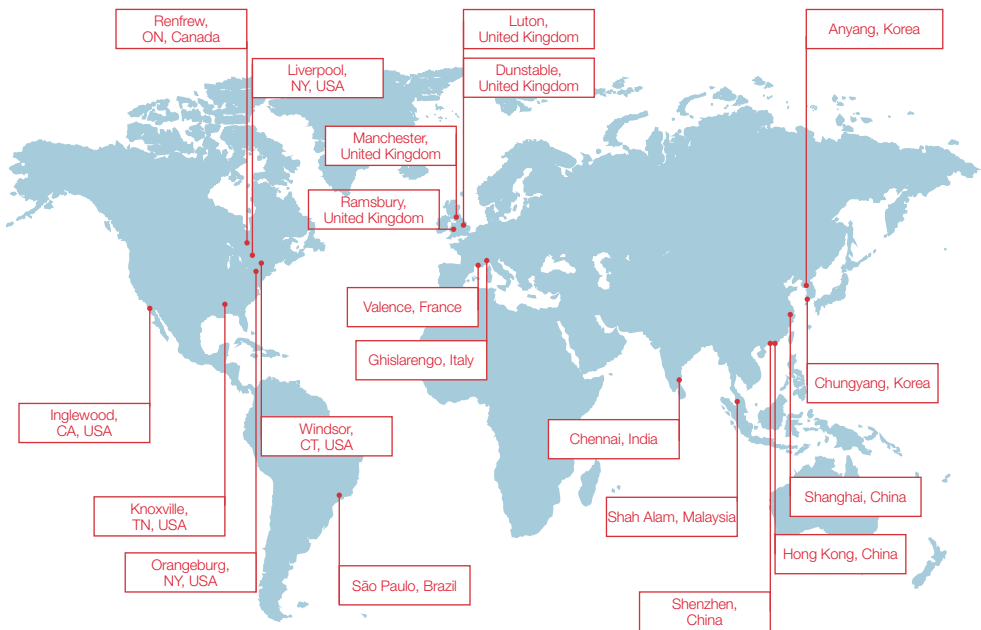 Renfrew,
ON, Canada
Luton,
United Kingdom
Anyang, Korea
Liverpool,
NY, USA
Dunstable,
United Kingdom
Manchester,
United Kingdom
Ramsbury,
United Kingdom
Valence, France
Ghislarengo, Italy
Chungyang, Korea
Inglewood,
CA, USA
Windsor,
CT, USA
Chennai, India
Knoxville,
TN, USA
Shah Alam, Malaysia
Shanghai, China
Hong Kong, China
Orangeburg,
NY, USA
São Paulo, Brazil
Shenzhen,
China